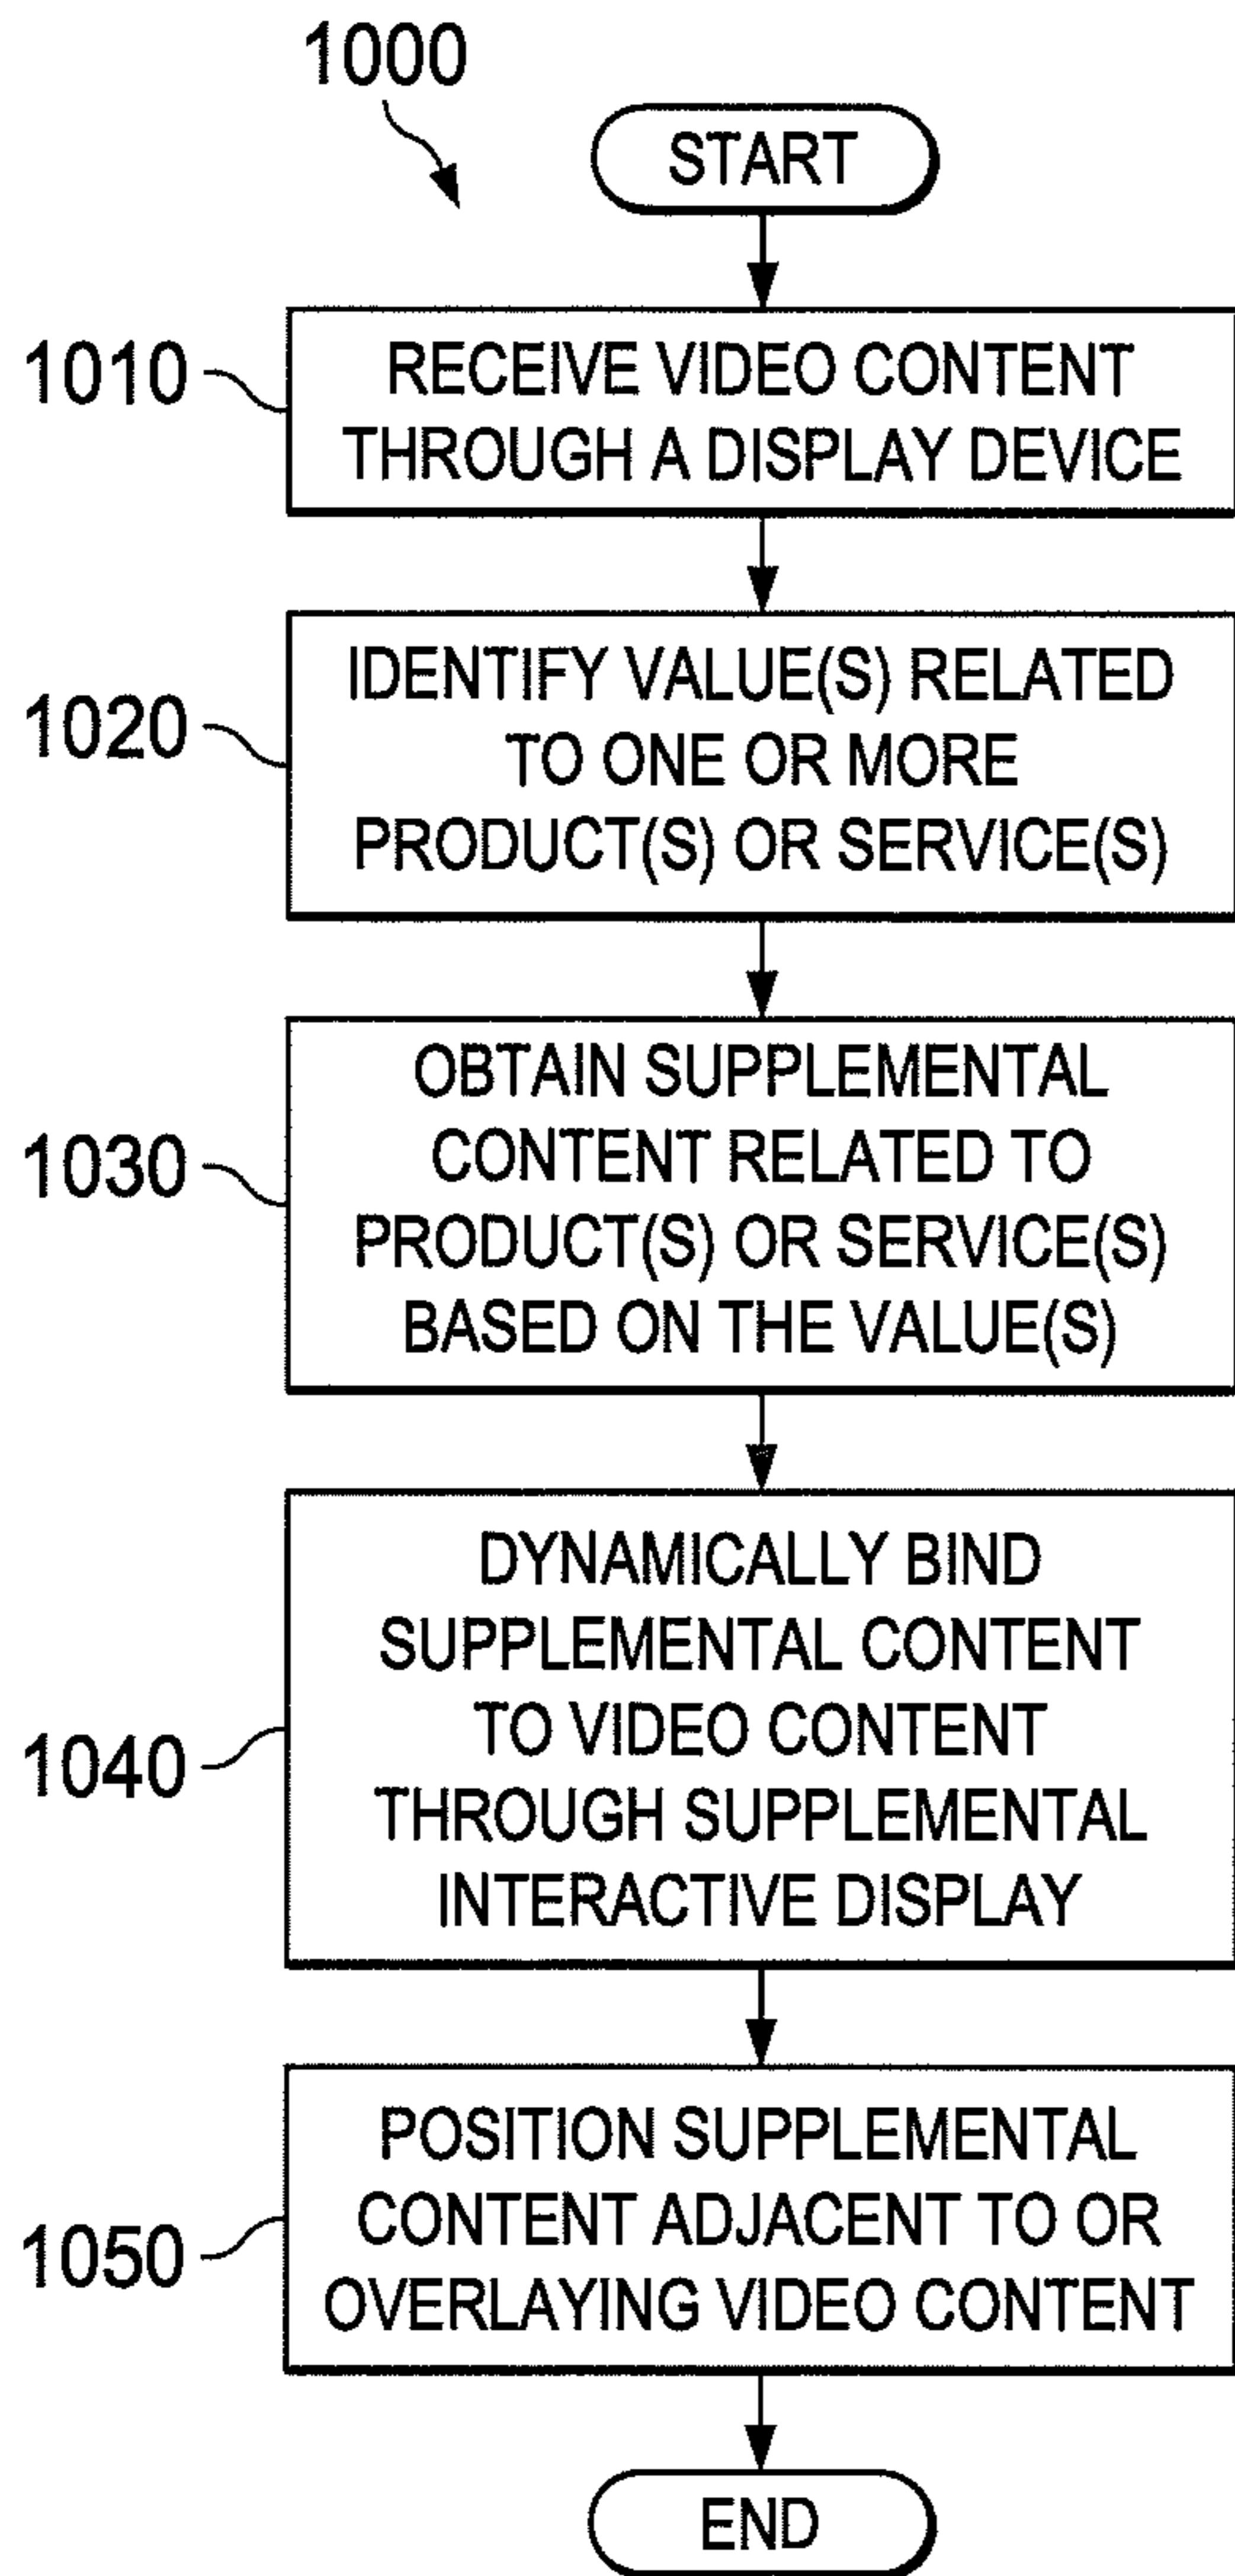 1000
START
1010
RECEIVE VIDEO CONTENT
THROUGH A DISPLAY DEVICE
1020
IDENTIFY VALUE(S) RELATED
TO ONE OR MORE
PRODUCT(S) OR SERVICE(S)
1030
OBTAIN SUPPLEMENTAL
CONTENT RELATED TO
PRODUCT(S) OR SERVICE(S)
BASED ON THE VALUE(S)
1040
DYNAMICALLY BIND
SUPPLEMENTAL CONTENT
TO VIDEO CONTENT
THROUGH SUPPLEMENTAL
INTERACTIVE DISPLAY
1050
POSITION SUPPLEMENTAL
CONTENT ADJACENT TO OR
OVERLAYING VIDEO CONTENT
END